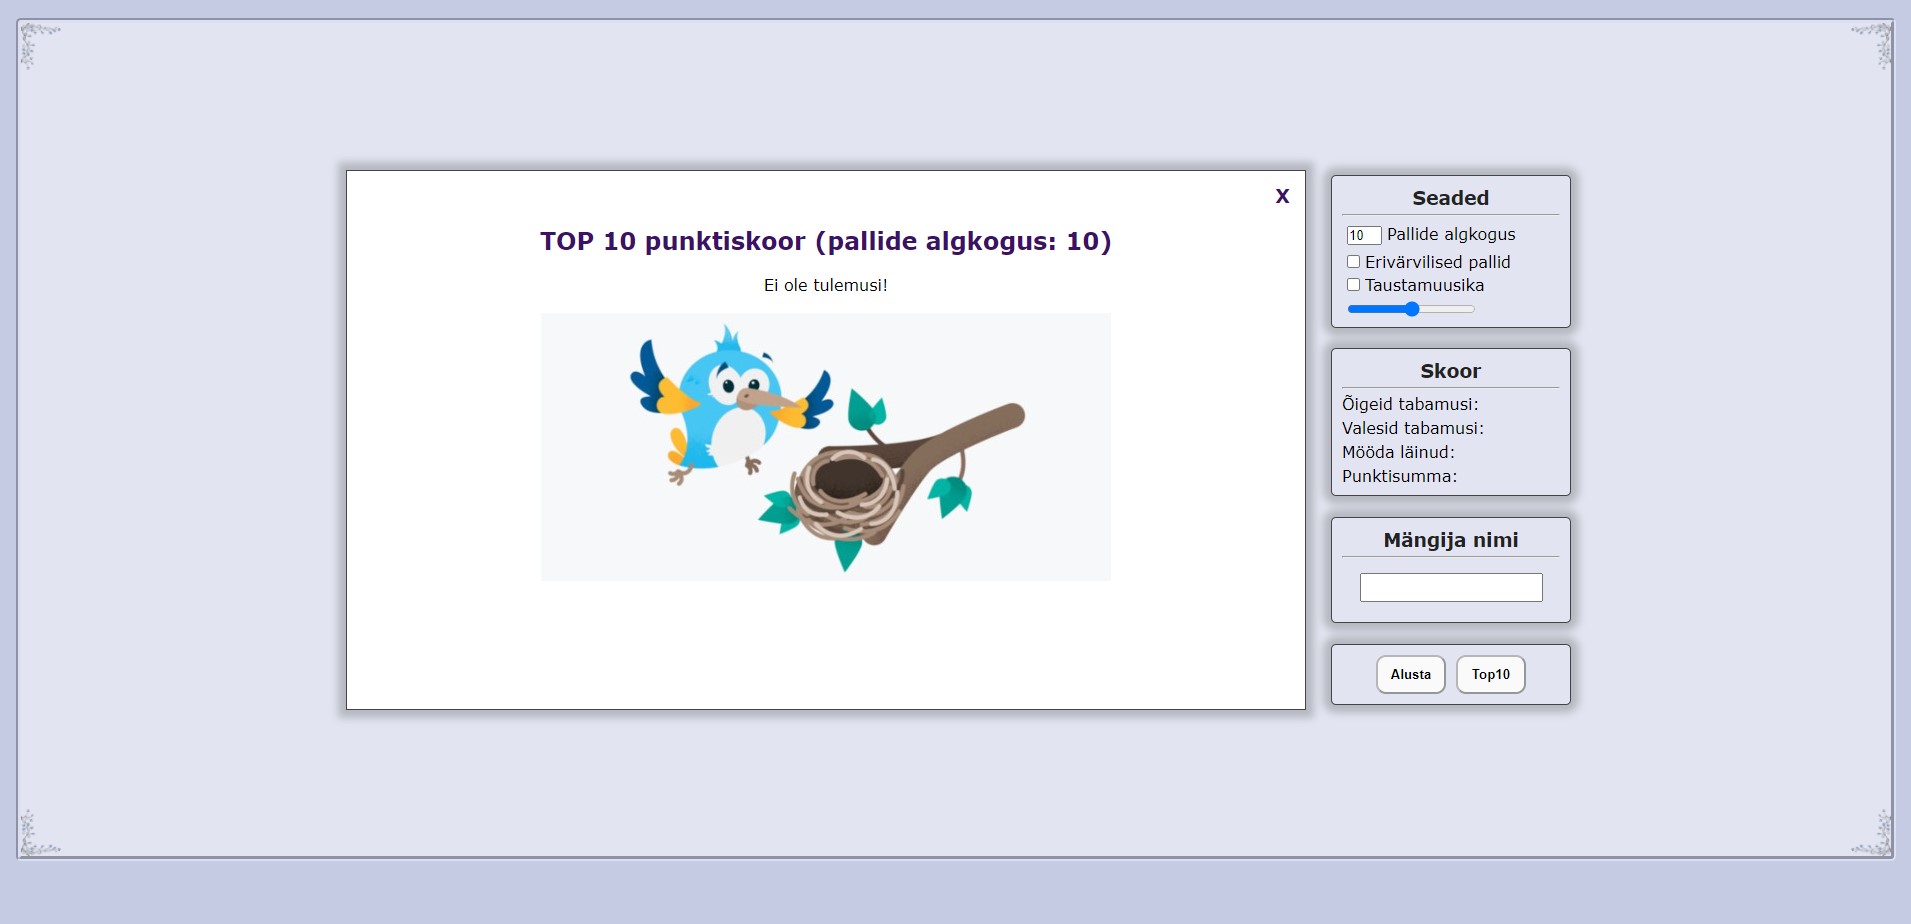 X
TOP 10 punktiskoor (pallide algkogus: 10)
Ei ole tulemusi!
Seaded
10 Pallide algkogus
Erivärvilised pallid
Taustamuusika
Skoor
Õigeid tabamusi:
Valesid tabamusi:
Mööda läinud:
Punktisumma:
Mängija nimi
Alusta Top10